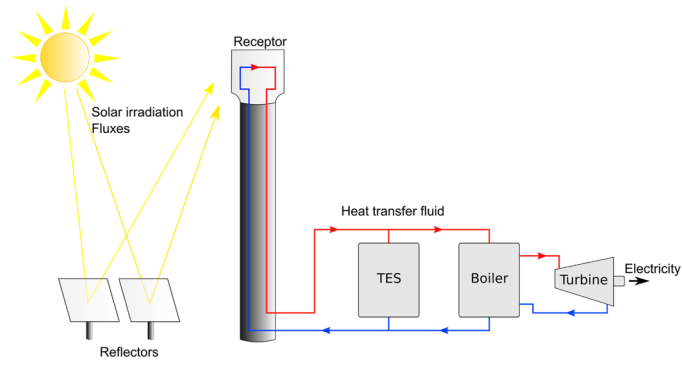 Receptor
Solar irradiation
Fluxes
Heat transfer fluid
TES
Boiler
Turbine
Electricity
Reflectors